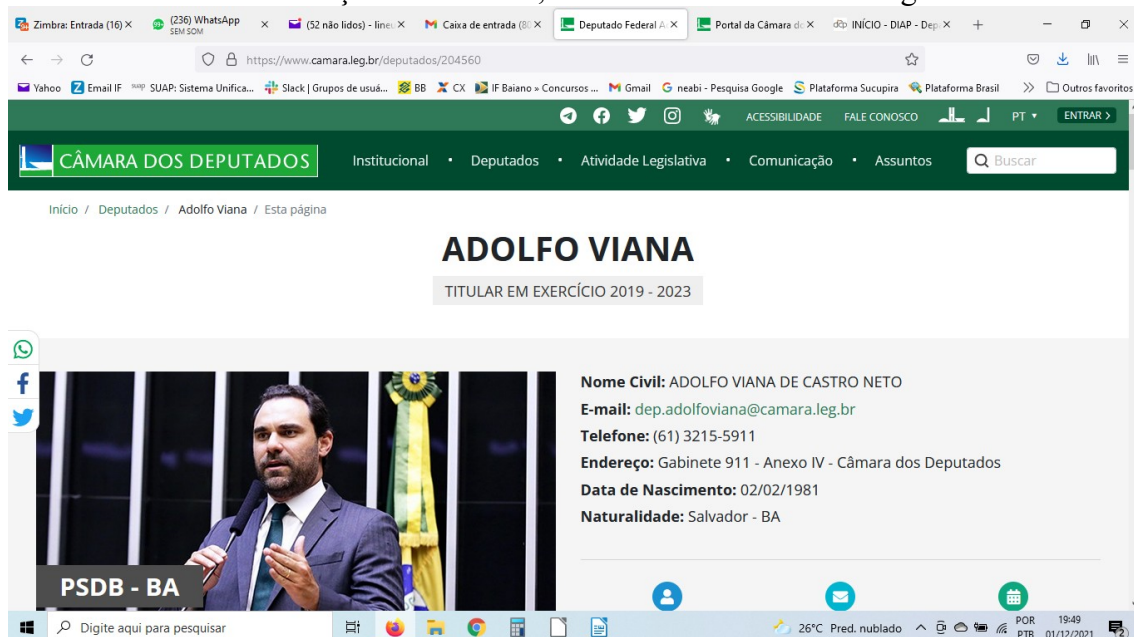 Zimbra: Entrada (16)
(236) WhatsApp
SEM SOM
(52 não lidos) - lineu
Caixa de entrada (80
Deputado Federal A
Portal da Câmara do
INÍCIO - DIAP - Dep
https://www.camara.leg.br/deputados/204560
Yahoo Email IF SUAP: Sistema Unifica... Slack | Grupos de usuá... BB CX IF Baiano » Concursos ... Gmail neabi - Pesquisa Google Plataforma Sucupira Plataforma Brasil Outros favoritos
ACESSIBILIDADE FALE CONOSCO PT ENTRAR >
CÂMARA DOS DEPUTADOS Institucional • Deputados • Atividade Legislativa • Comunicação • Assuntos Buscar
Início / Deputados / Adolfo Viana / Esta página
ADOLFO VIANA
TITULAR EM EXERCÍCIO 2019 - 2023
Nome Civil: ADOLFO VIANA DE CASTRO NETO
E-mail: dep.adolfoviana@camara.leg.br
Telefone: (61) 3215-5911
Endereço: Gabinete 911 - Anexo IV - Câmara dos Deputados
Data de Nascimento: 02/02/1981
Naturalidade: Salvador - BA
PSDB - BA
Digite aqui para pesquisar
26°C Pred. nublado
POR
PTB
19:49
01/12/2021